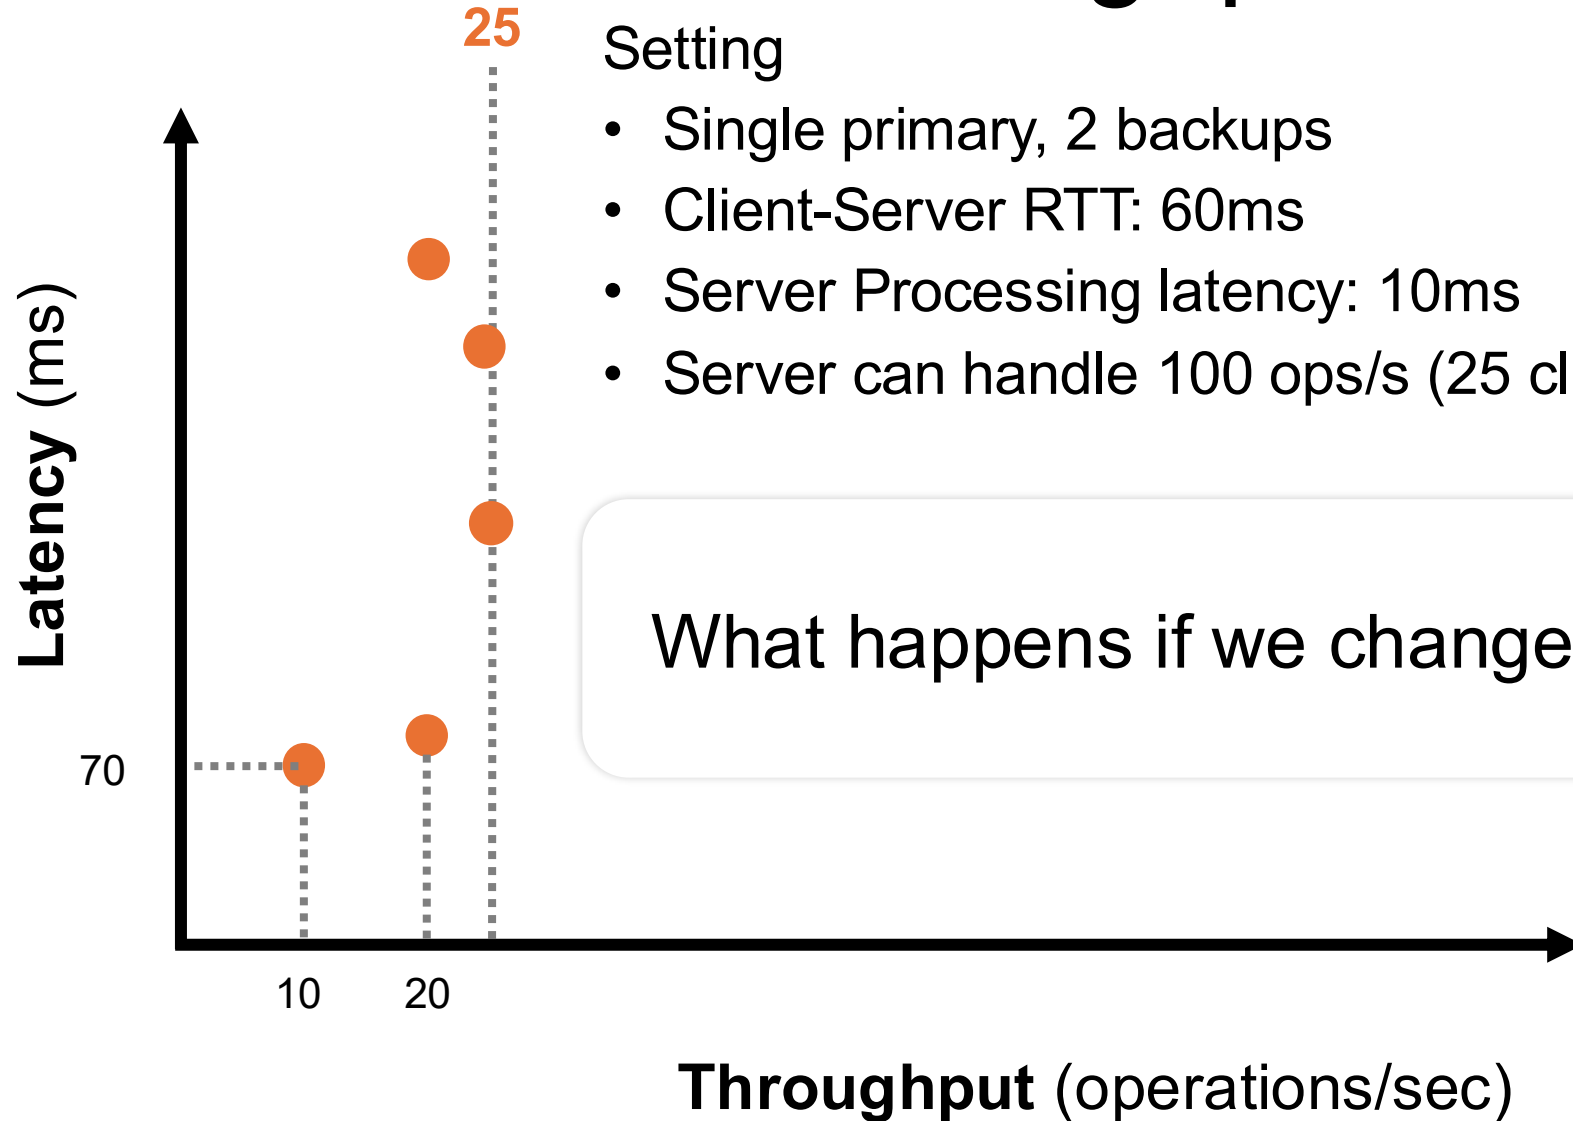 25
Setting
• Single primary, 2 backups
• Client-Server RTT: 60ms
• Server Processing latency: 10ms
• Server can handle 100 ops/s (25 cl
What happens if we change
Latency (ms)
70
10
20
Throughput (operations/sec)